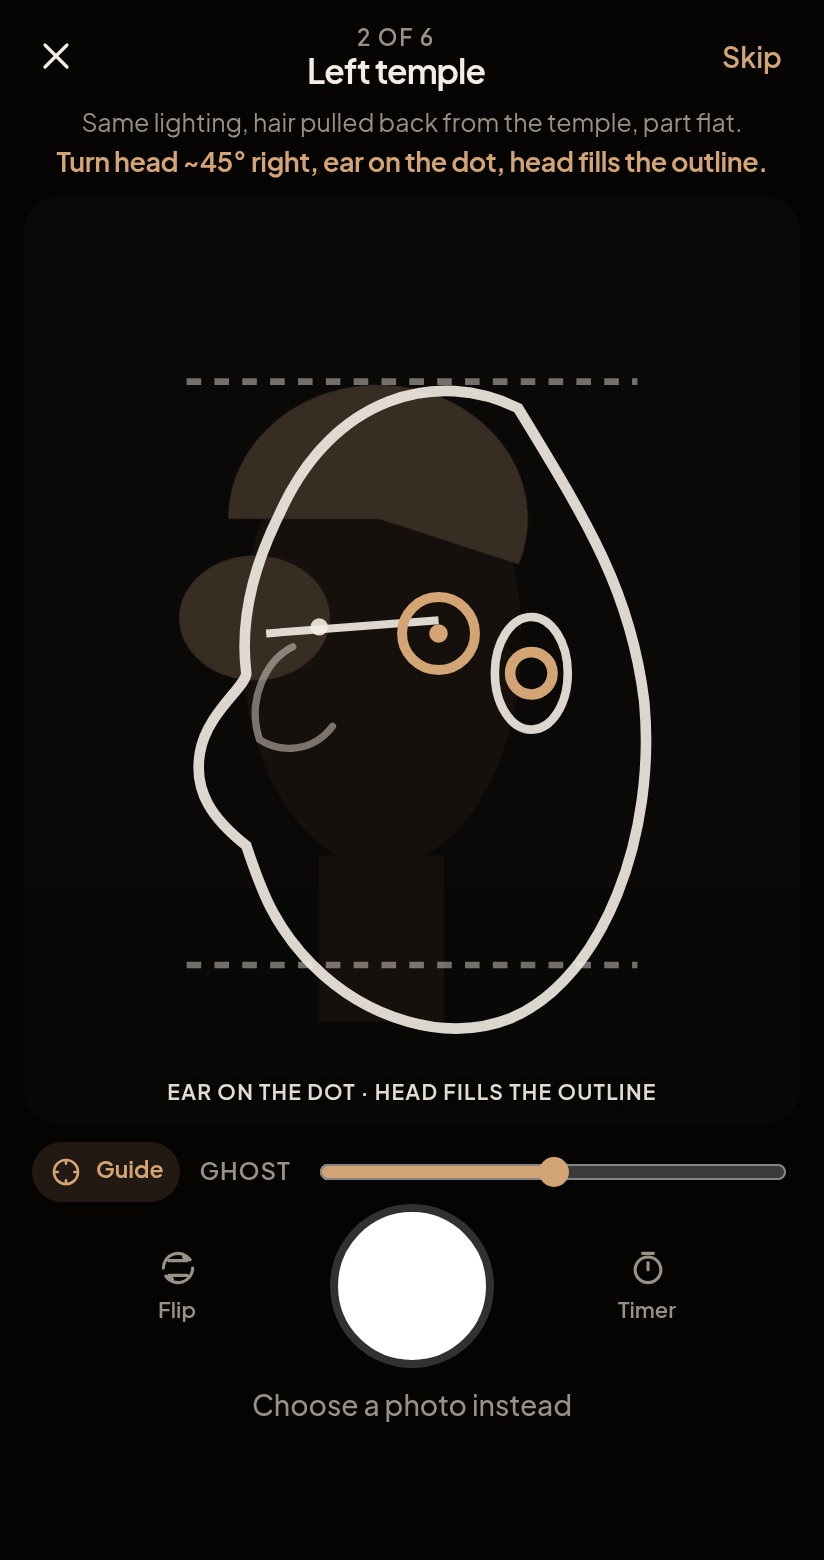 2 OF 6
Left temple
Skip
Same lighting, hair pulled back from the temple, part flat.
Turn head ~45° right, ear on the dot, head fills the outline.
EAR ON THE DOT · HEAD FILLS THE OUTLINE
Guide
GHOST
Flip
Timer
Choose a photo instead